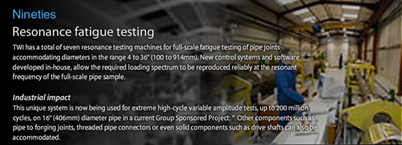 Nineties
Resonance fatigue testing
TWI has a total of seven resonance testing machines for full-scale fatigue testing of pipe joints
accommodating diameters in the range 4 to 36" (100 to 914mm). New control systems and software
developed in-house, allow the required loading spectrum to be reproduced reliably at the resonant
frequency of the full-scale pipe sample.
Industrial impact
This unique system is now being used for extreme high-cycle variable amplitude tests, up to 200 million
cycles, on 16" (406mm) diameter pipe in a current Group Sponsored Project: ". Other components such as
pipe to forging joints, threaded pipe connectors or even solid components such as drive shafts can also be
accommodated.